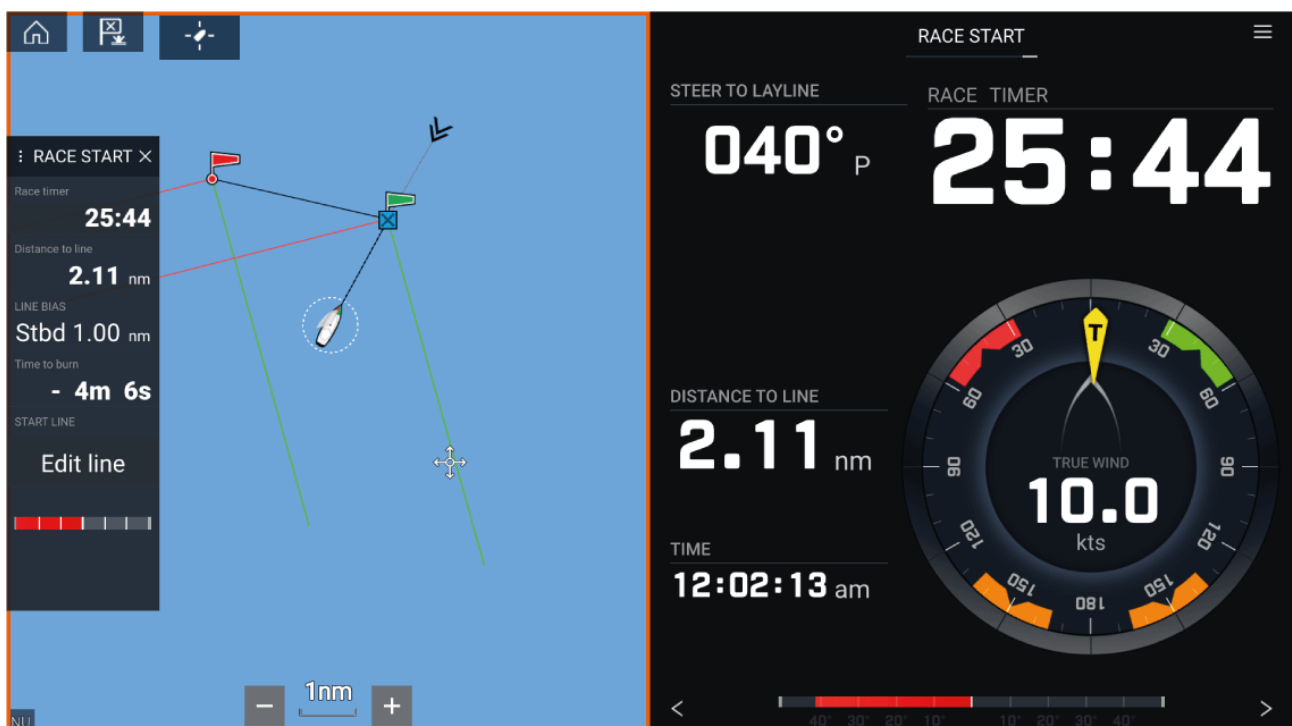 RACE START
Race timer
25:44
Distance to line
2.11 nm
LINE BIAS
Stbd 1.00 nm
Time to burn
- 4m 6s
START LINE
Edit line
1nm
NU
RACE START
STEER TO LAYLINE
040° P
RACE TIMER
25:44
DISTANCE TO LINE
2.11 nm
TIME
12:02:13 am
T
30
30
60
60
90
90
120
120
150
150
180
TRUE WIND
10.0
kts
40° 30° 20° 10° 10° 20° 30° 40°